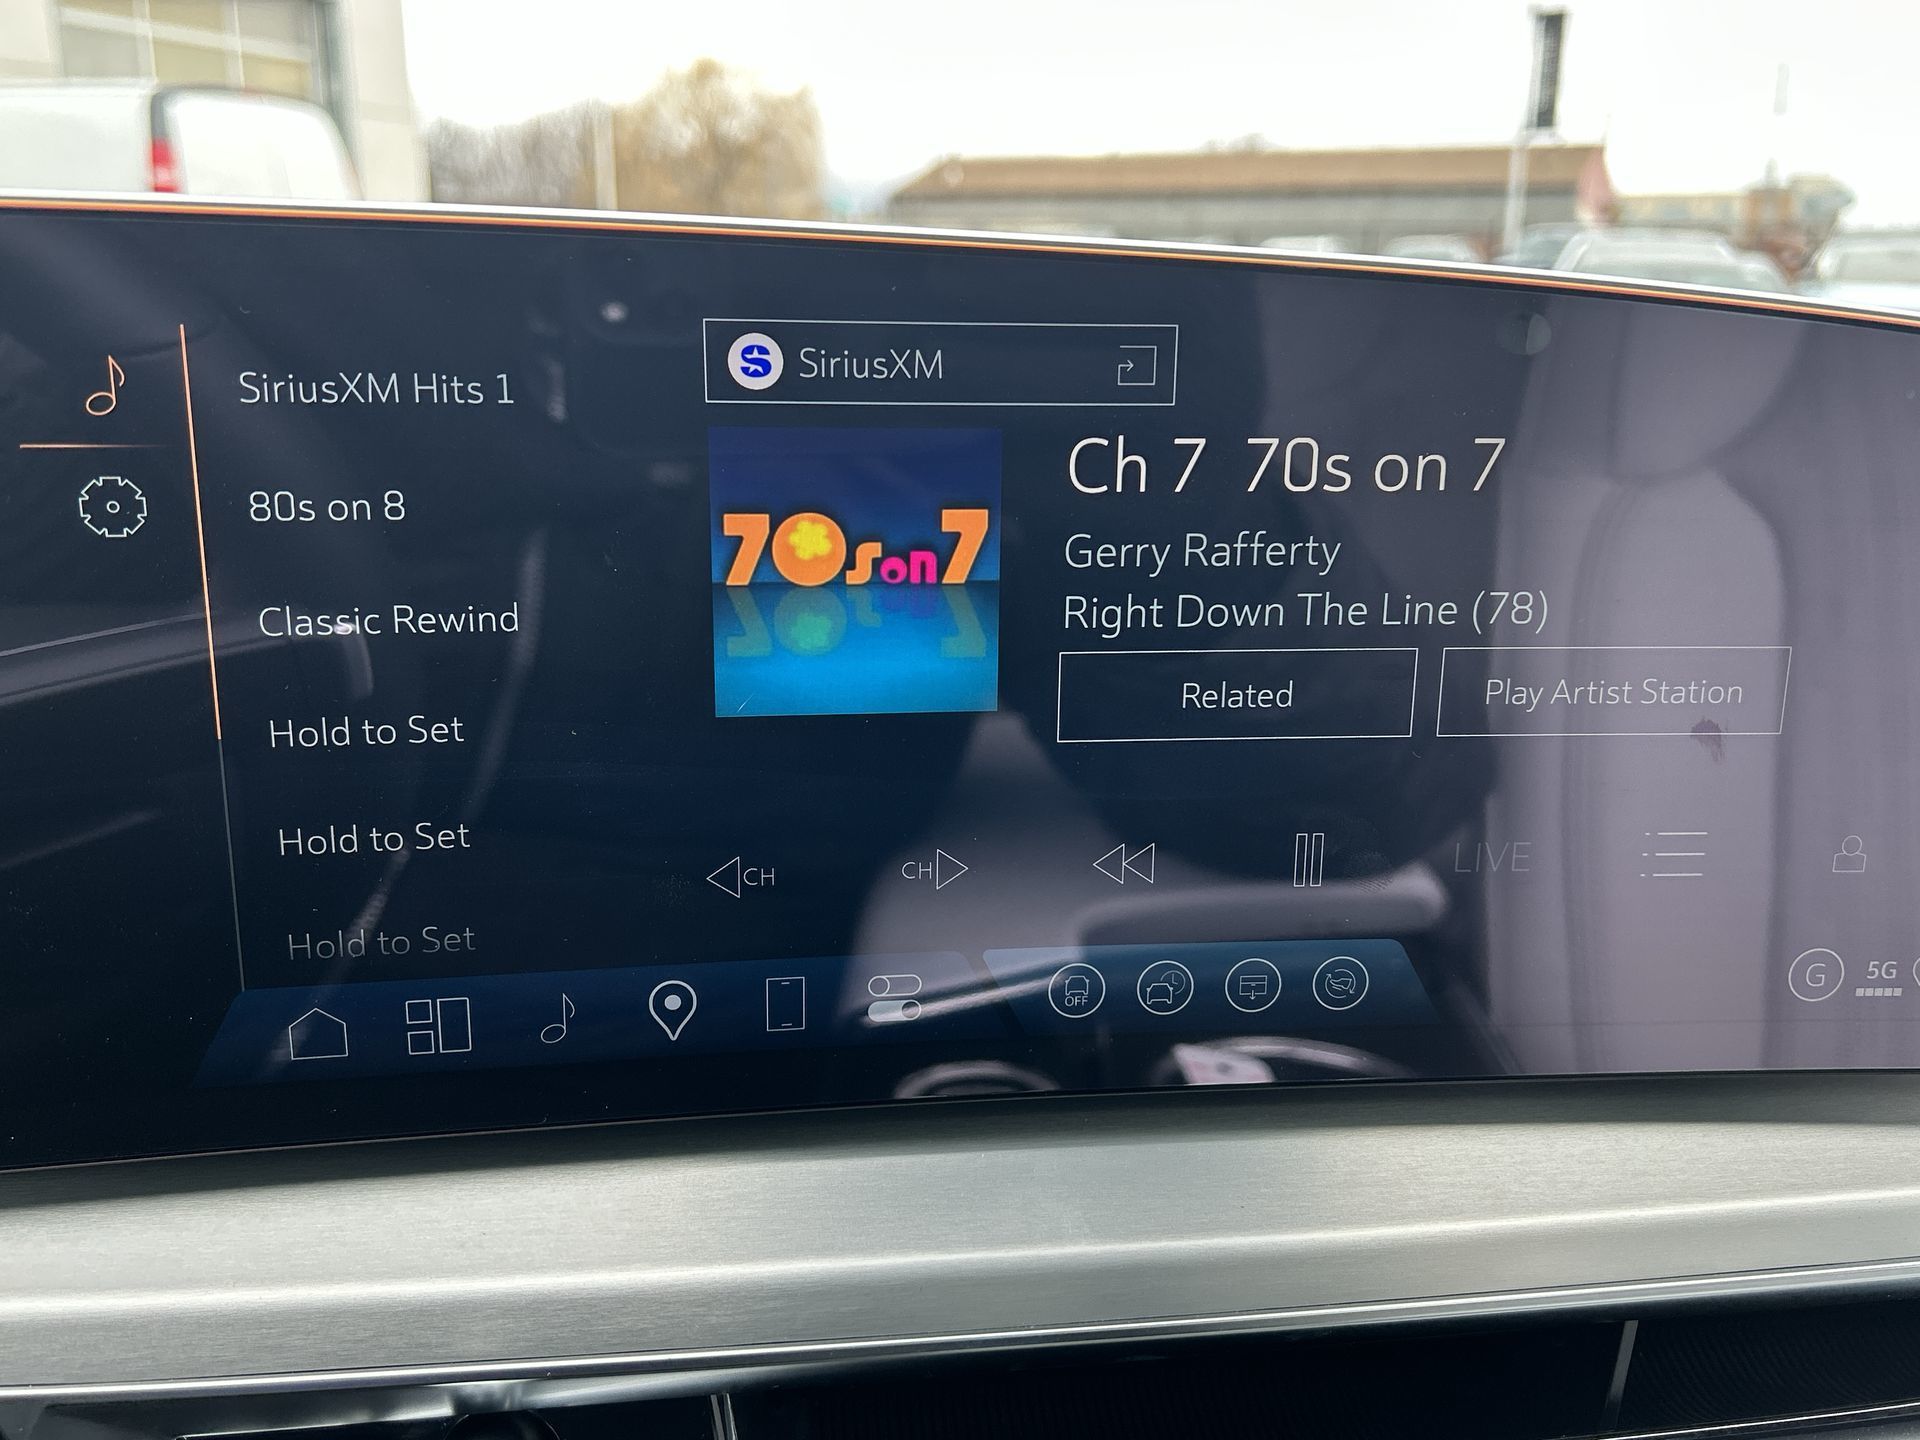 SiriusXM Hits 1
80s on 8
Classic Rewind
Hold to Set
Hold to Set
Hold to Set
S SiriusXM
70s on 7
Ch 7 70s on 7
Gerry Rafferty
Right Down The Line (78)
Related
Play Artist Station
CH
CH
LIVE
OFF
G
5G